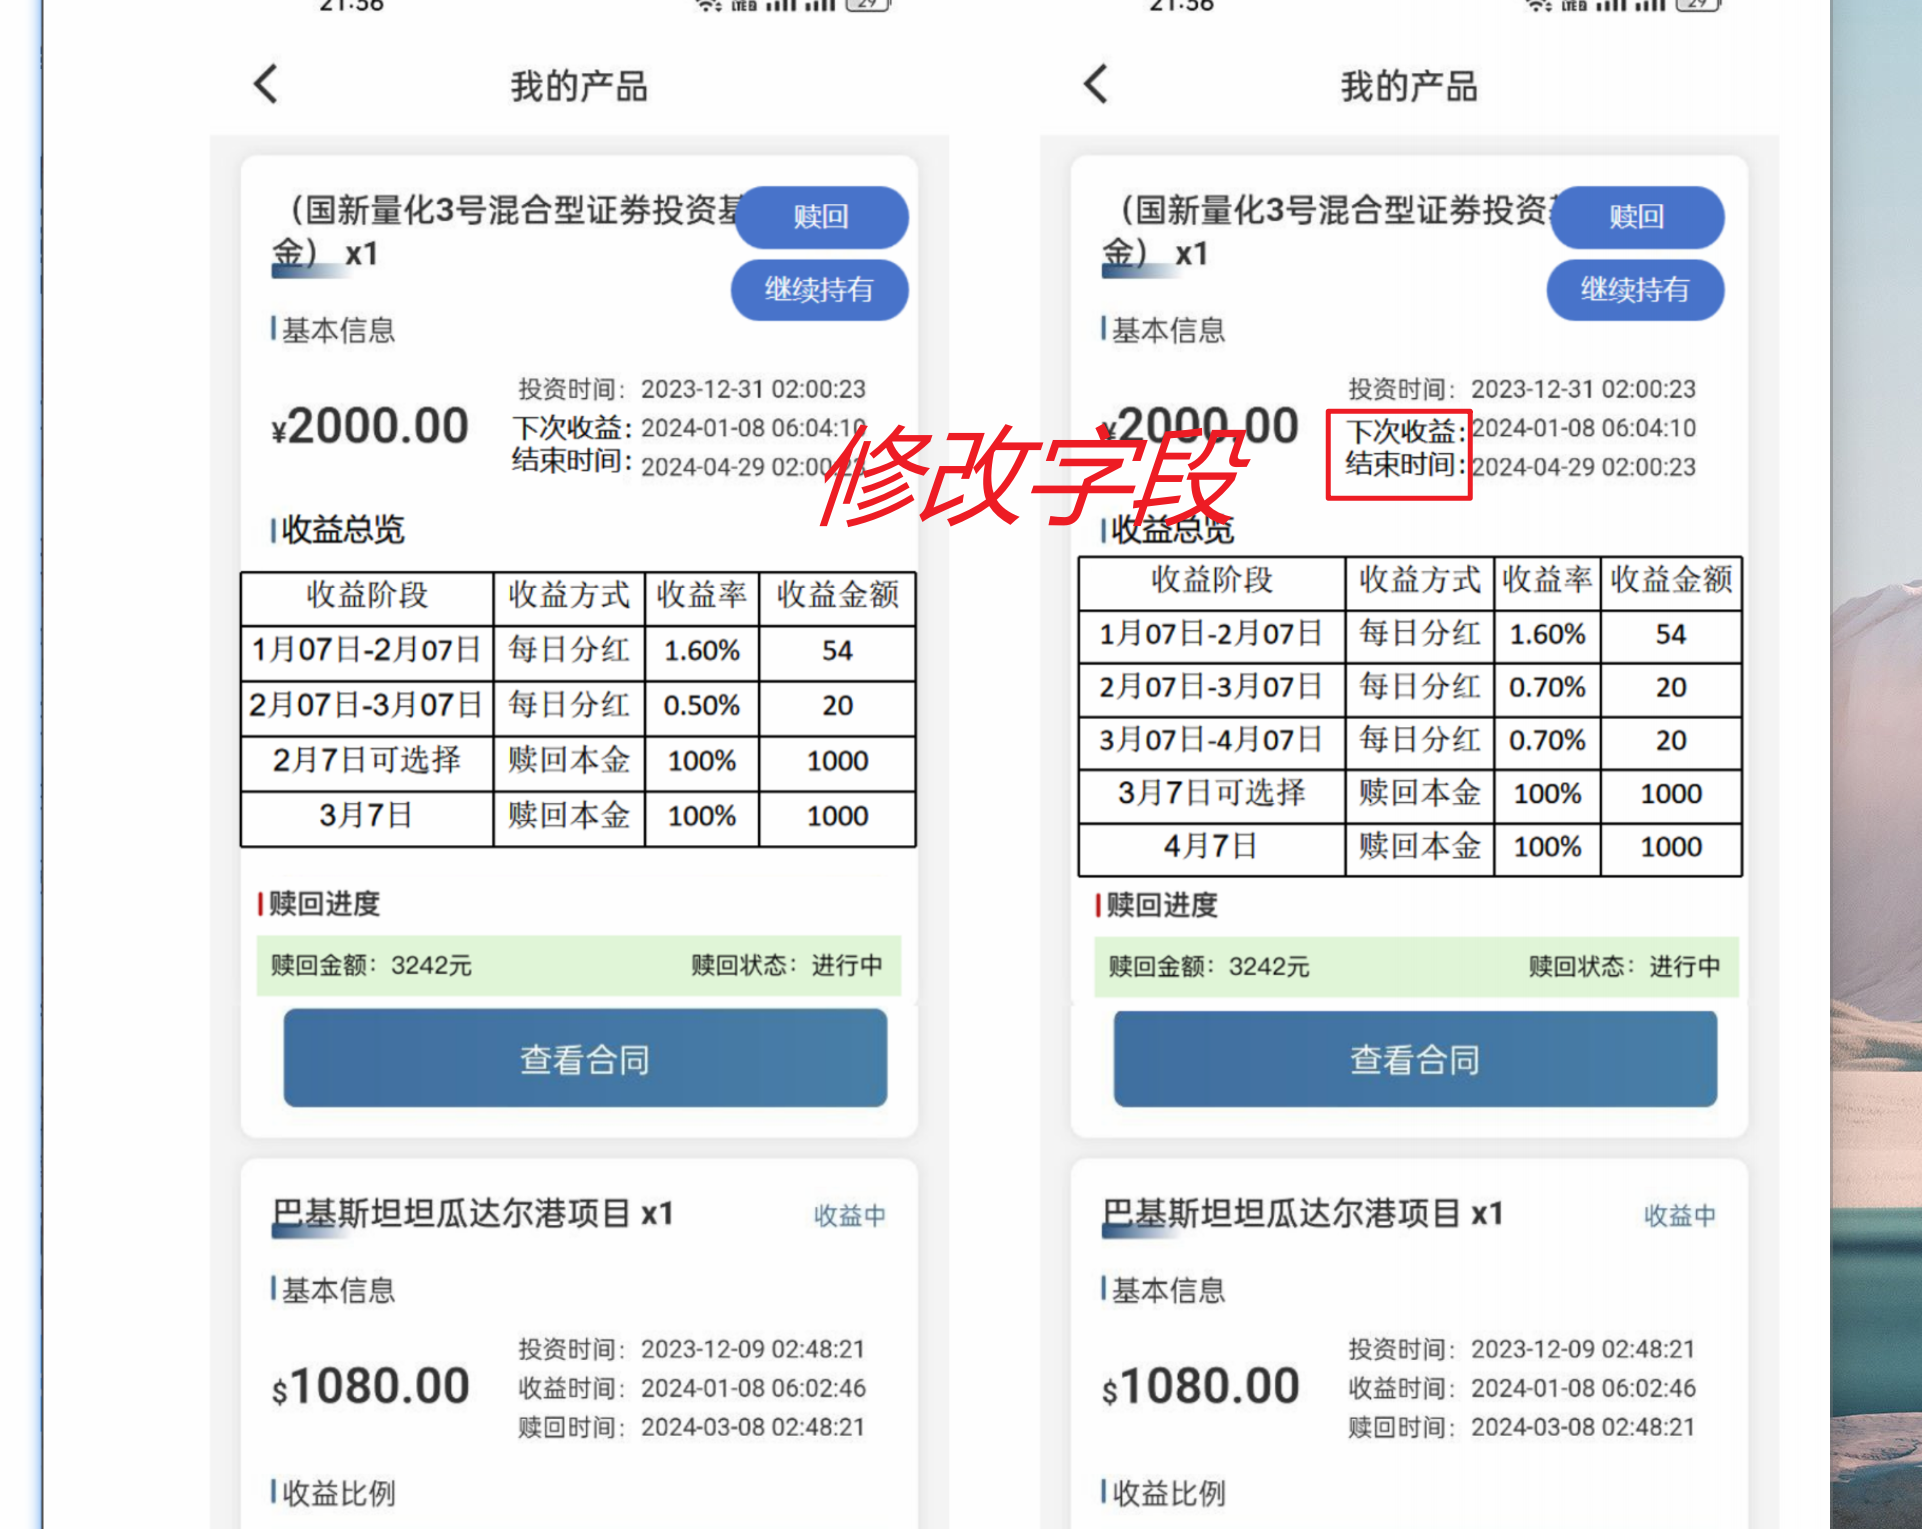 21:56
LTE
29
我的产品
（国新量化3号混合型证券投资基
金） x1
赎回
继续持有
基本信息
¥2000.00
投资时间：2023-12-31 02:00:23
下次收益：2024-01-08 06:04:10
结束时间：2024-04-29 02:00:23
收益总览
收益阶段 收益方式 收益率 收益金额
1月07日-2月07日 每日分红 1.60% 54
2月07日-3月07日 每日分红 0.50% 20
2月7日可选择 赎回本金 100% 1000
3月7日 赎回本金 100% 1000
赎回进度
赎回金额：3242元 赎回状态：进行中
查看合同
巴基斯坦坦瓜达尔港项目 x1 收益中
基本信息
$1080.00
投资时间：2023-12-09 02:48:21
收益时间：2024-01-08 06:02:46
赎回时间：2024-03-08 02:48:21
收益比例
修改字段
21:56
LTE
29
我的产品
（国新量化3号混合型证券投资基
金） x1
赎回
继续持有
基本信息
¥2000.00
投资时间：2023-12-31 02:00:23
下次收益：2024-01-08 06:04:10
结束时间：2024-04-29 02:00:23
收益总览
收益阶段 收益方式 收益率 收益金额
1月07日-2月07日 每日分红 1.60% 54
2月07日-3月07日 每日分红 0.70% 20
3月07日-4月07日 每日分红 0.70% 20
3月7日可选择 赎回本金 100% 1000
4月7日 赎回本金 100% 1000
赎回进度
赎回金额：3242元 赎回状态：进行中
查看合同
巴基斯坦坦瓜达尔港项目 x1 收益中
基本信息
$1080.00
投资时间：2023-12-09 02:48:21
收益时间：2024-01-08 06:02:46
赎回时间：2024-03-08 02:48:21
收益比例